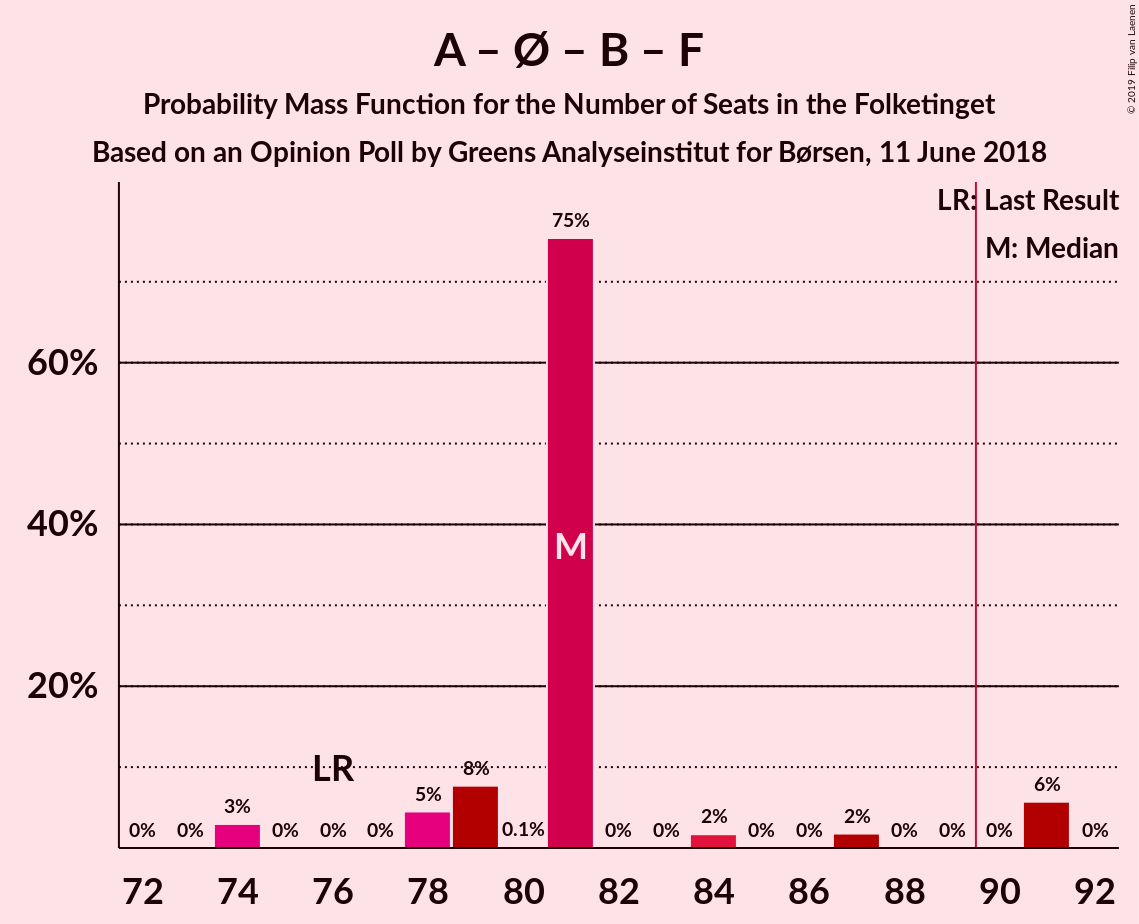 A – Ø – B – F
Probability Mass Function for the Number of Seats in the Folketinget
Based on an Opinion Poll by Greens Analyseinstitut for Børsen, 11 June 2018
© 2019 Filip van Laenen
LR: Last Result
M: Median
75%
60%
40%
M
20%
LR
0% 0% 3% 0% 0% 0% 5% 8% 0.1% 0% 0% 2% 0% 0% 2% 0% 0% 0% 6% 0%
72 74 76 78 80 82 84 86 88 90 92